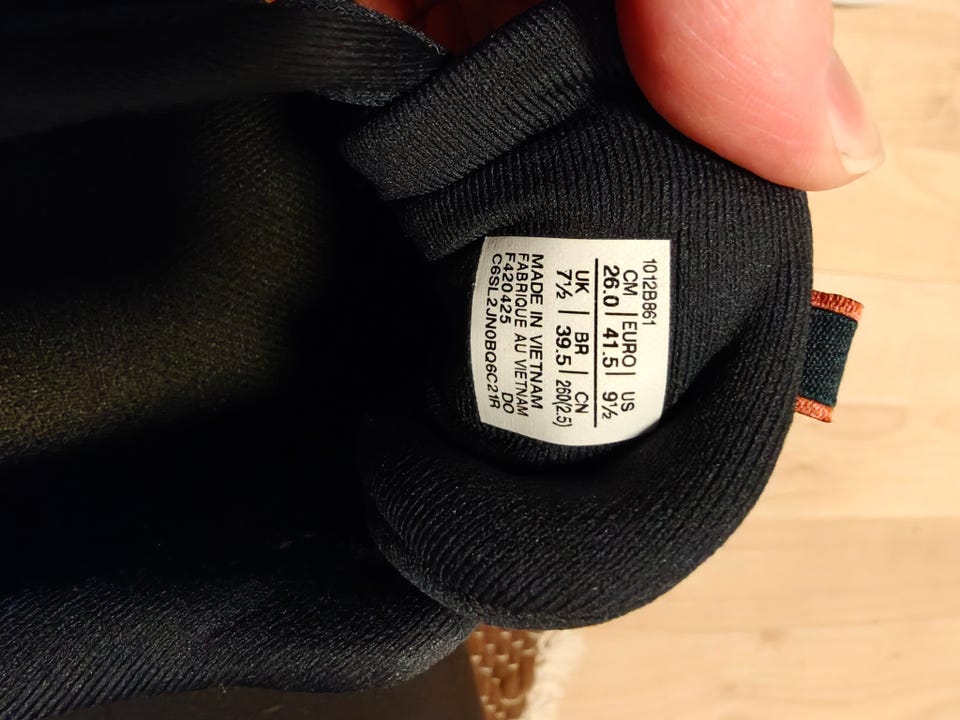 1012B861
CM | EURO | US
26.0 | 41.5 | 9½
UK | BR | CN
7½ | 39.5 | 260(2.5)
MADE IN VIETNAM
FABRIQUE AU VIETNAM
F420425 DO
C6SL2JN0BQ6C21R